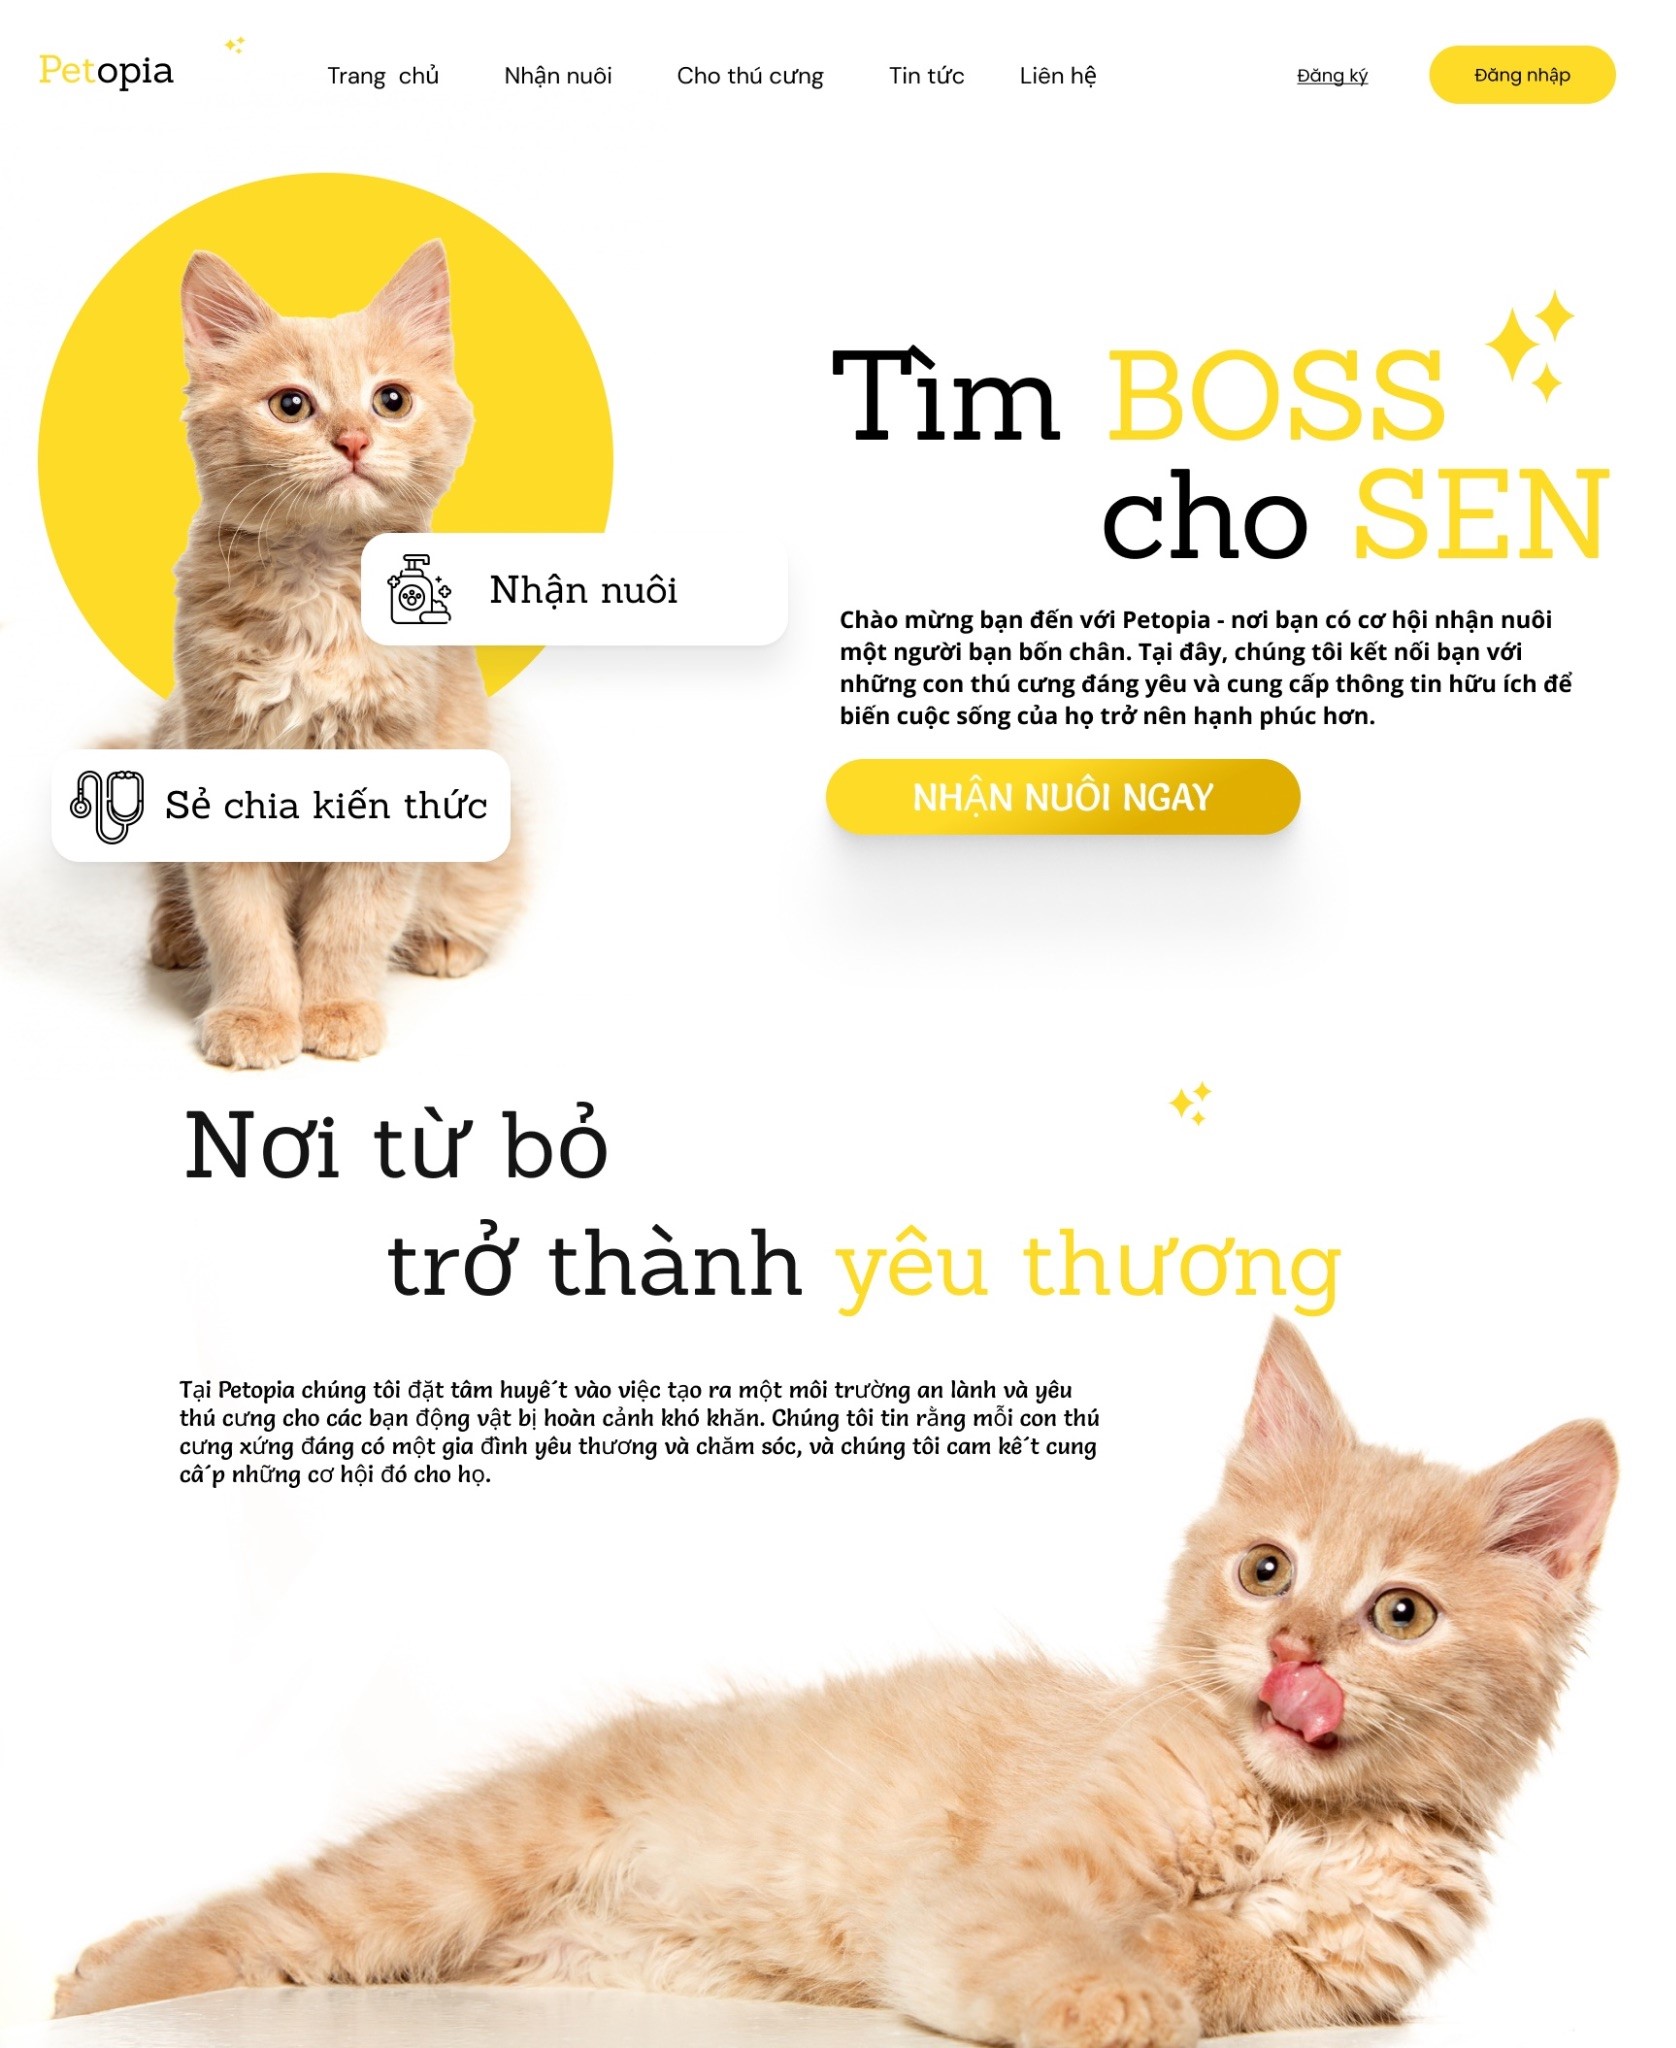 Petopia
Trang chủ
Nhận nuôi
Cho thú cưng
Tin tức
Liên hệ
Đăng ký
Đăng nhập
Tìm BOSS
cho SEN
Nhận nuôi
Chào mừng bạn đến với Petopia - nơi bạn có cơ hội nhận nuôi
một người bạn bốn chân. Tại đây, chúng tôi kết nối bạn với
những con thú cưng đáng yêu và cung cấp thông tin hữu ích để
biến cuộc sống của họ trở nên hạnh phúc hơn.
Sẻ chia kiến thức
NHẬN NUÔI NGAY
Nơi từ bỏ
trở thành yêu thương
Tại Petopia chúng tôi đặt tâm huyết vào việc tạo ra một môi trường an lành và yêu
thú cưng cho các bạn động vật bị hoàn cảnh khó khăn. Chúng tôi tin rằng mỗi con thú
cưng xứng đáng có một gia đình yêu thương và chăm sóc, và chúng tôi cam kết cung
cấp những cơ hội đó cho họ.